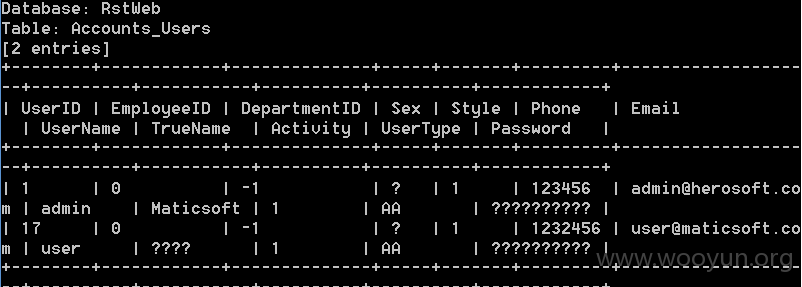 Database: RstWeb
Table: Accounts_Users
[2 entries]
+--------+------------+--------------+-----+-------+---------+------------------
--+----------+-----------+----------+----------+------------+
| UserID | EmployeeID | DepartmentID | Sex | Style | Phone   | Email
  | UserName | TrueName  | Activity | UserType | Password   |
+--------+------------+--------------+-----+-------+---------+------------------
--+----------+-----------+----------+----------+------------+
| 1      | 0          | -1           | ?   | 1     | 123456  | admin@herosoft.co
m | admin    | Maticsoft | 1        | AA       | ?????????? |
| 17     | 0          | -1           | ?   | 1     | 1232456 | user@maticsoft.co
m | user     | ????      | 1        | AA       | ?????????? |
+--------+------------+--------------+-----+-------+---------+------------------
--+----------+-----------+----------+----------+------------+
www.wooyun.org